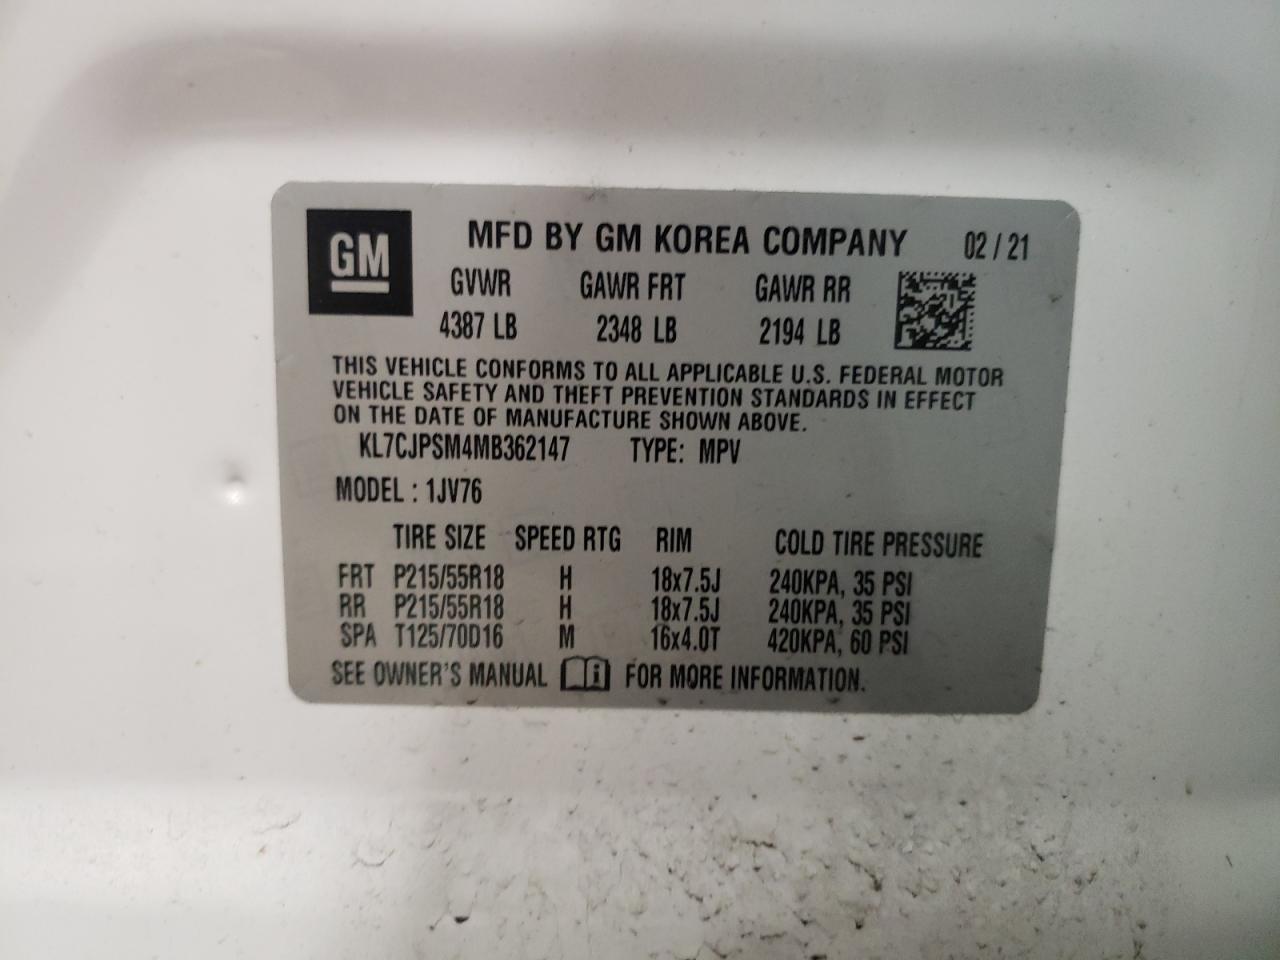 GM
MFD BY GM KOREA COMPANY 02 / 21
GVWR GAWR FRT GAWR RR
4387 LB 2348 LB 2194 LB
THIS VEHICLE CONFORMS TO ALL APPLICABLE U.S. FEDERAL MOTOR
VEHICLE SAFETY AND THEFT PREVENTION STANDARDS IN EFFECT
ON THE DATE OF MANUFACTURE SHOWN ABOVE.
KL7CJPSM4MB362147 TYPE: MPV
MODEL : 1JV76
TIRE SIZE SPEED RTG RIM COLD TIRE PRESSURE
FRT P215/55R18 H 18x7.5J 240KPA, 35 PSI
RR P215/55R18 H 18x7.5J 240KPA, 35 PSI
SPA T125/70D16 M 16x4.0T 420KPA, 60 PSI
SEE OWNER'S MANUAL i FOR MORE INFORMATION.